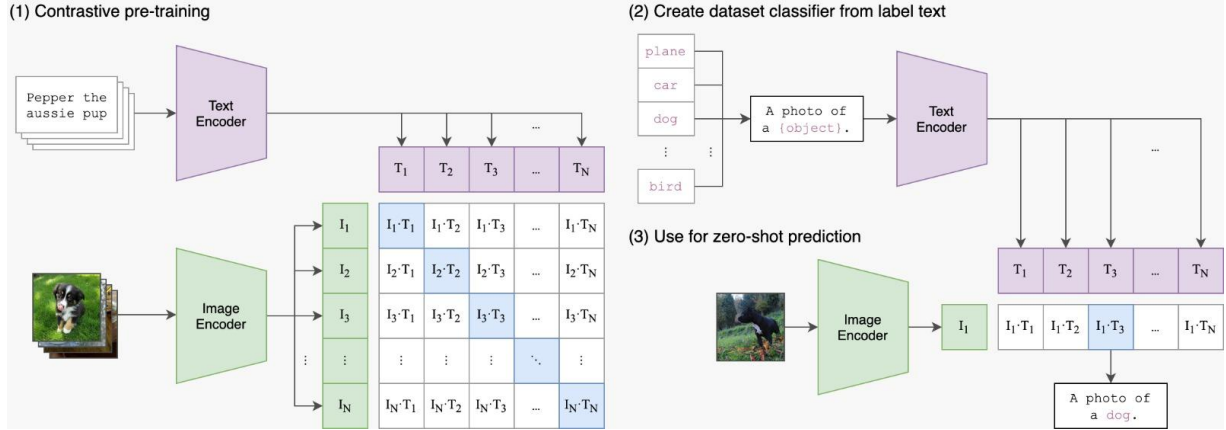 (1) Contrastive pre-training
Pepper the
aussie pup
Text
Encoder
...
T1 T2 T3 ... TN
I1 I1·T1 I1·T2 I1·T3 ... I1·TN
I2 I2·T1 I2·T2 I2·T3 ... I2·TN
Image
Encoder
I3 I3·T1 I3·T2 I3·T3 ... I3·TN
⋮ ⋮ ⋮ ⋮ ⋮ ⋱ ⋮
IN IN·T1 IN·T2 IN·T3 ... IN·TN
(2) Create dataset classifier from label text
plane
car
dog
⋮ ⋮
bird
A photo of
a {object}.
Text
Encoder
...
(3) Use for zero-shot prediction
T1 T2 T3 ... TN
Image
Encoder
I1 I1·T1 I1·T2 I1·T3 ... I1·TN
A photo of
a dog.